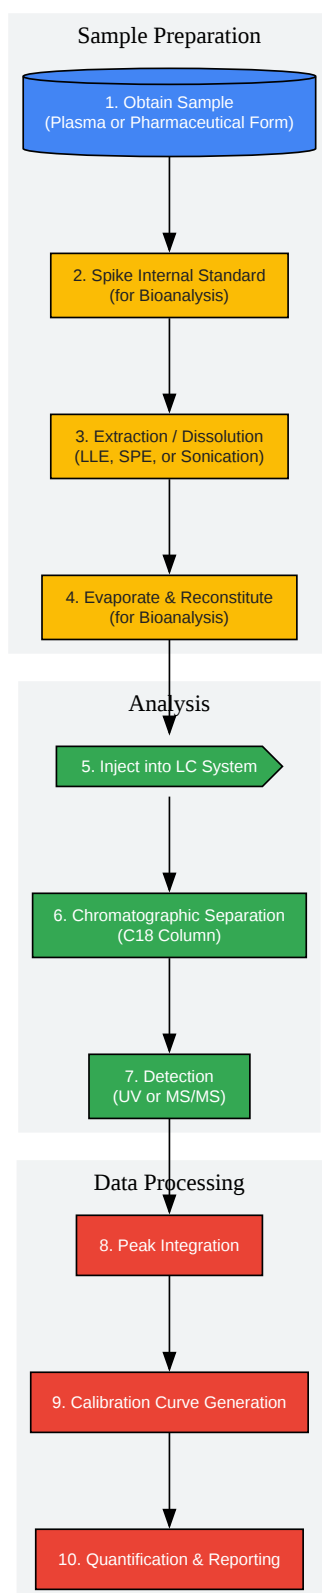 Sample Preparation
1. Obtain Sample
(Plasma or Pharmaceutical Form)
2. Spike Internal Standard
(for Bioanalysis)
3. Extraction / Dissolution
(LLE, SPE, or Sonication)
4. Evaporate & Reconstitute
(for Bioanalysis)
Analysis
5. Inject into LC System
6. Chromatographic Separation
(C18 Column)
7. Detection
(UV or MS/MS)
Data Processing
8. Peak Integration
9. Calibration Curve Generation
10. Quantification & Reporting